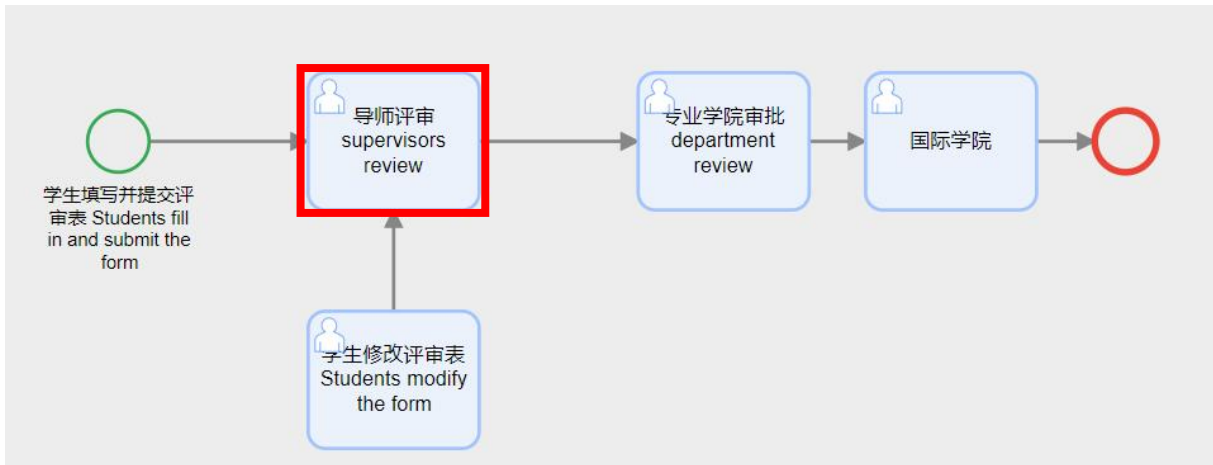 学生填写并提交评
审表 Students fill
in and submit the
form
导师评审
supervisors
review
专业学院审批
department
review
国际学院
学生修改评审表
Students modify
the form